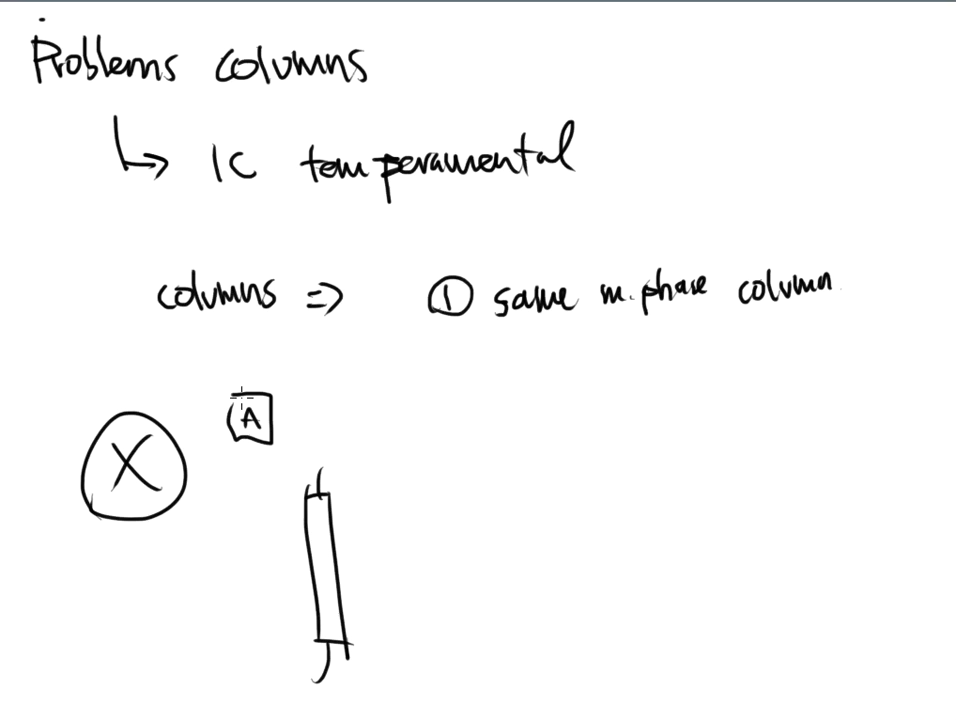 Problems columns
↳ IC temperamental
columns => ① same m.phase column
A
X